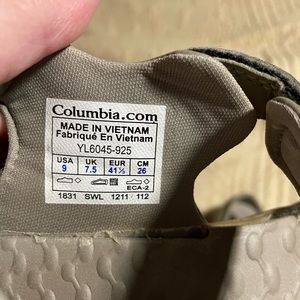 Columbia.com
MADE IN VIETNAM
Fabriqué En Vietnam
YL6045-925
USA UK EUR CM
9 7.5 41½ 26
ECA-2
1831 SWL 1211 112